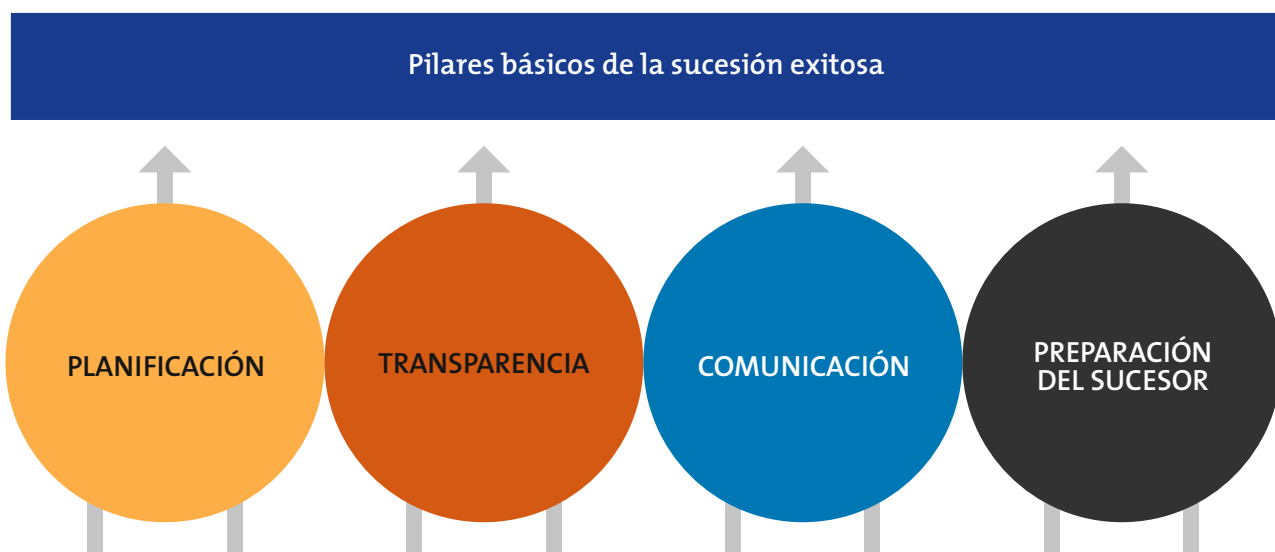 Pilares básicos de la sucesión exitosa
PLANIFICACIÓN
TRANSPARENCIA
COMUNICACIÓN
PREPARACIÓN
DEL SUCESOR